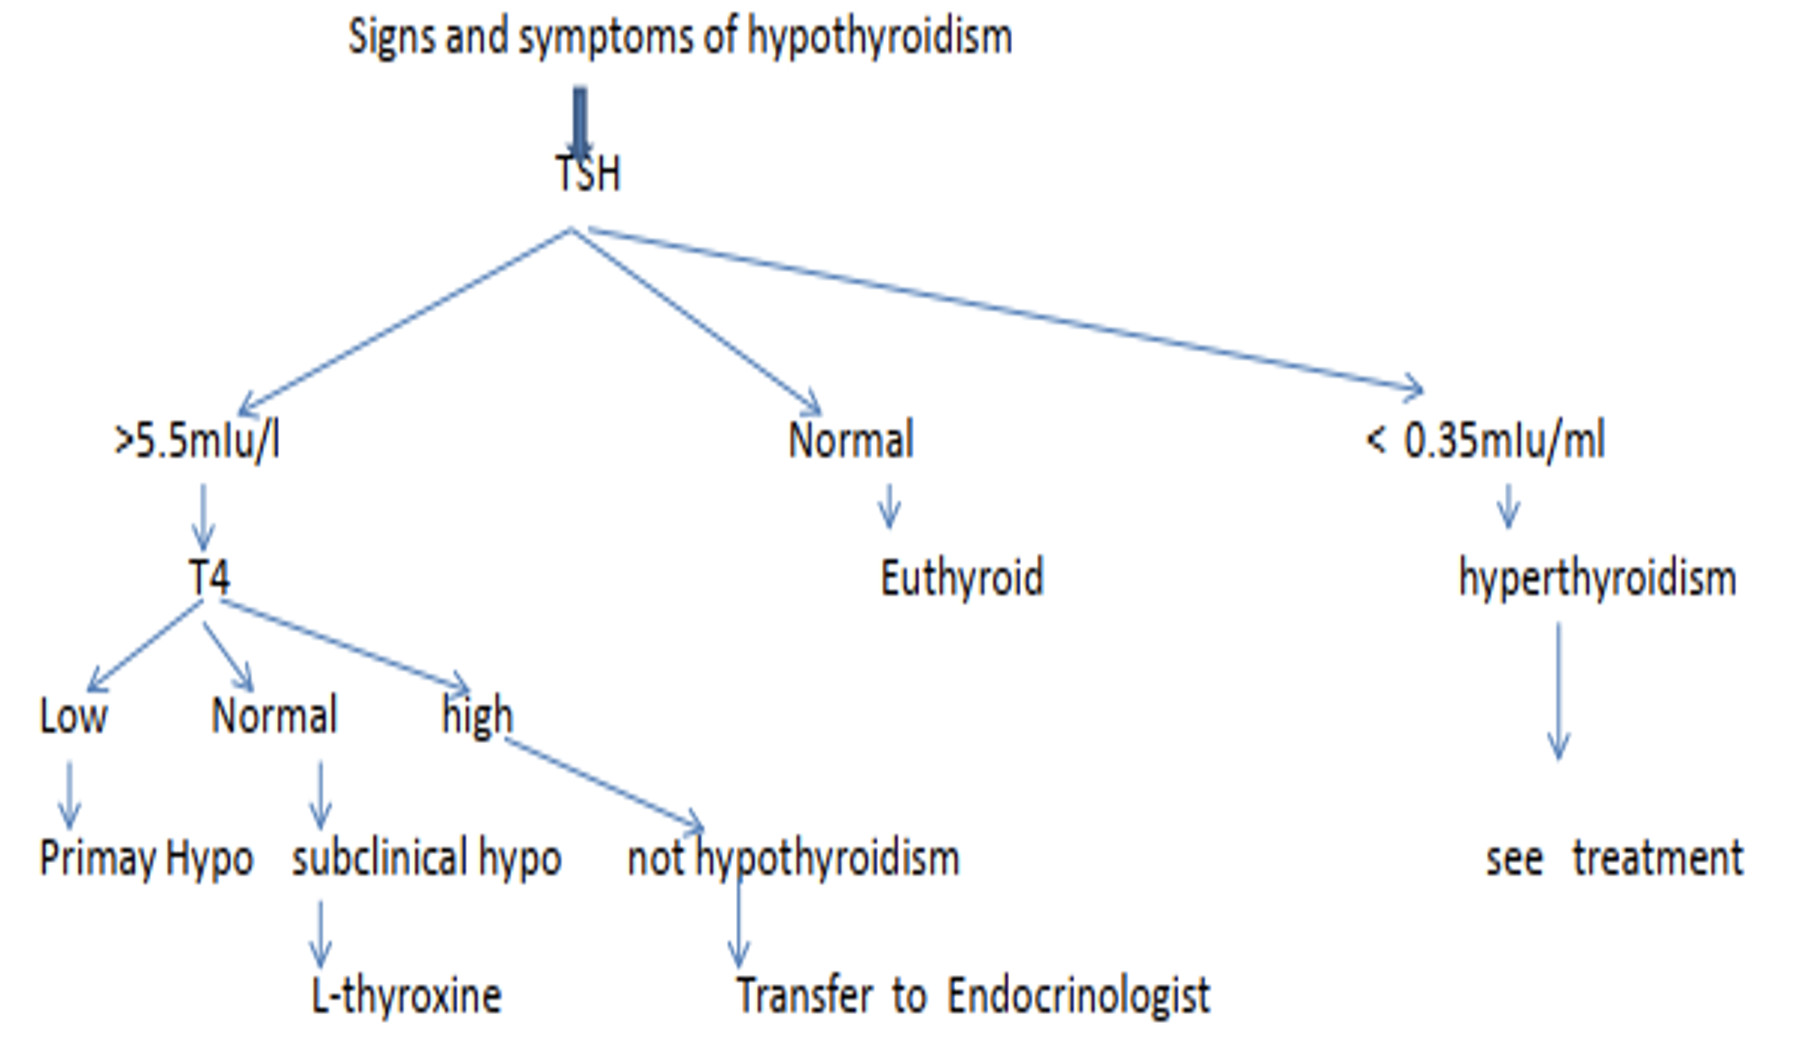 Signs and symptoms of hypothyroidism
TSH
>5.5mIu/l
Normal
< 0.35mIu/ml
T4
Euthyroid
hyperthyroidism
Low
Normal
high
Primay Hypo
subclinical hypo
not hypothyroidism
see treatment
L-thyroxine
Transfer to Endocrinologist